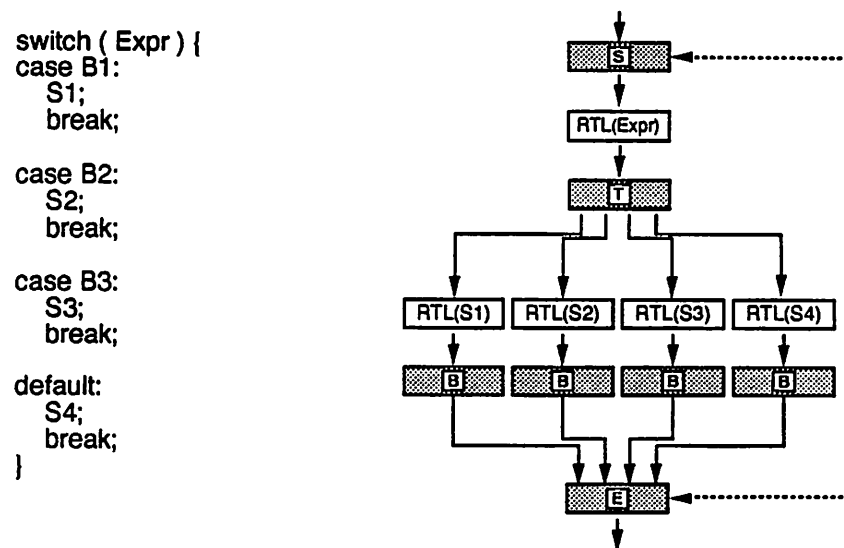 switch ( Expr ) {
case B1:
S1;
break;
case B2:
S2;
break;
case B3:
S3;
break;
default:
S4;
break;
}
S
RTL(Expr)
T
RTL(S1) RTL(S2) RTL(S3) RTL(S4)
B B B B
E